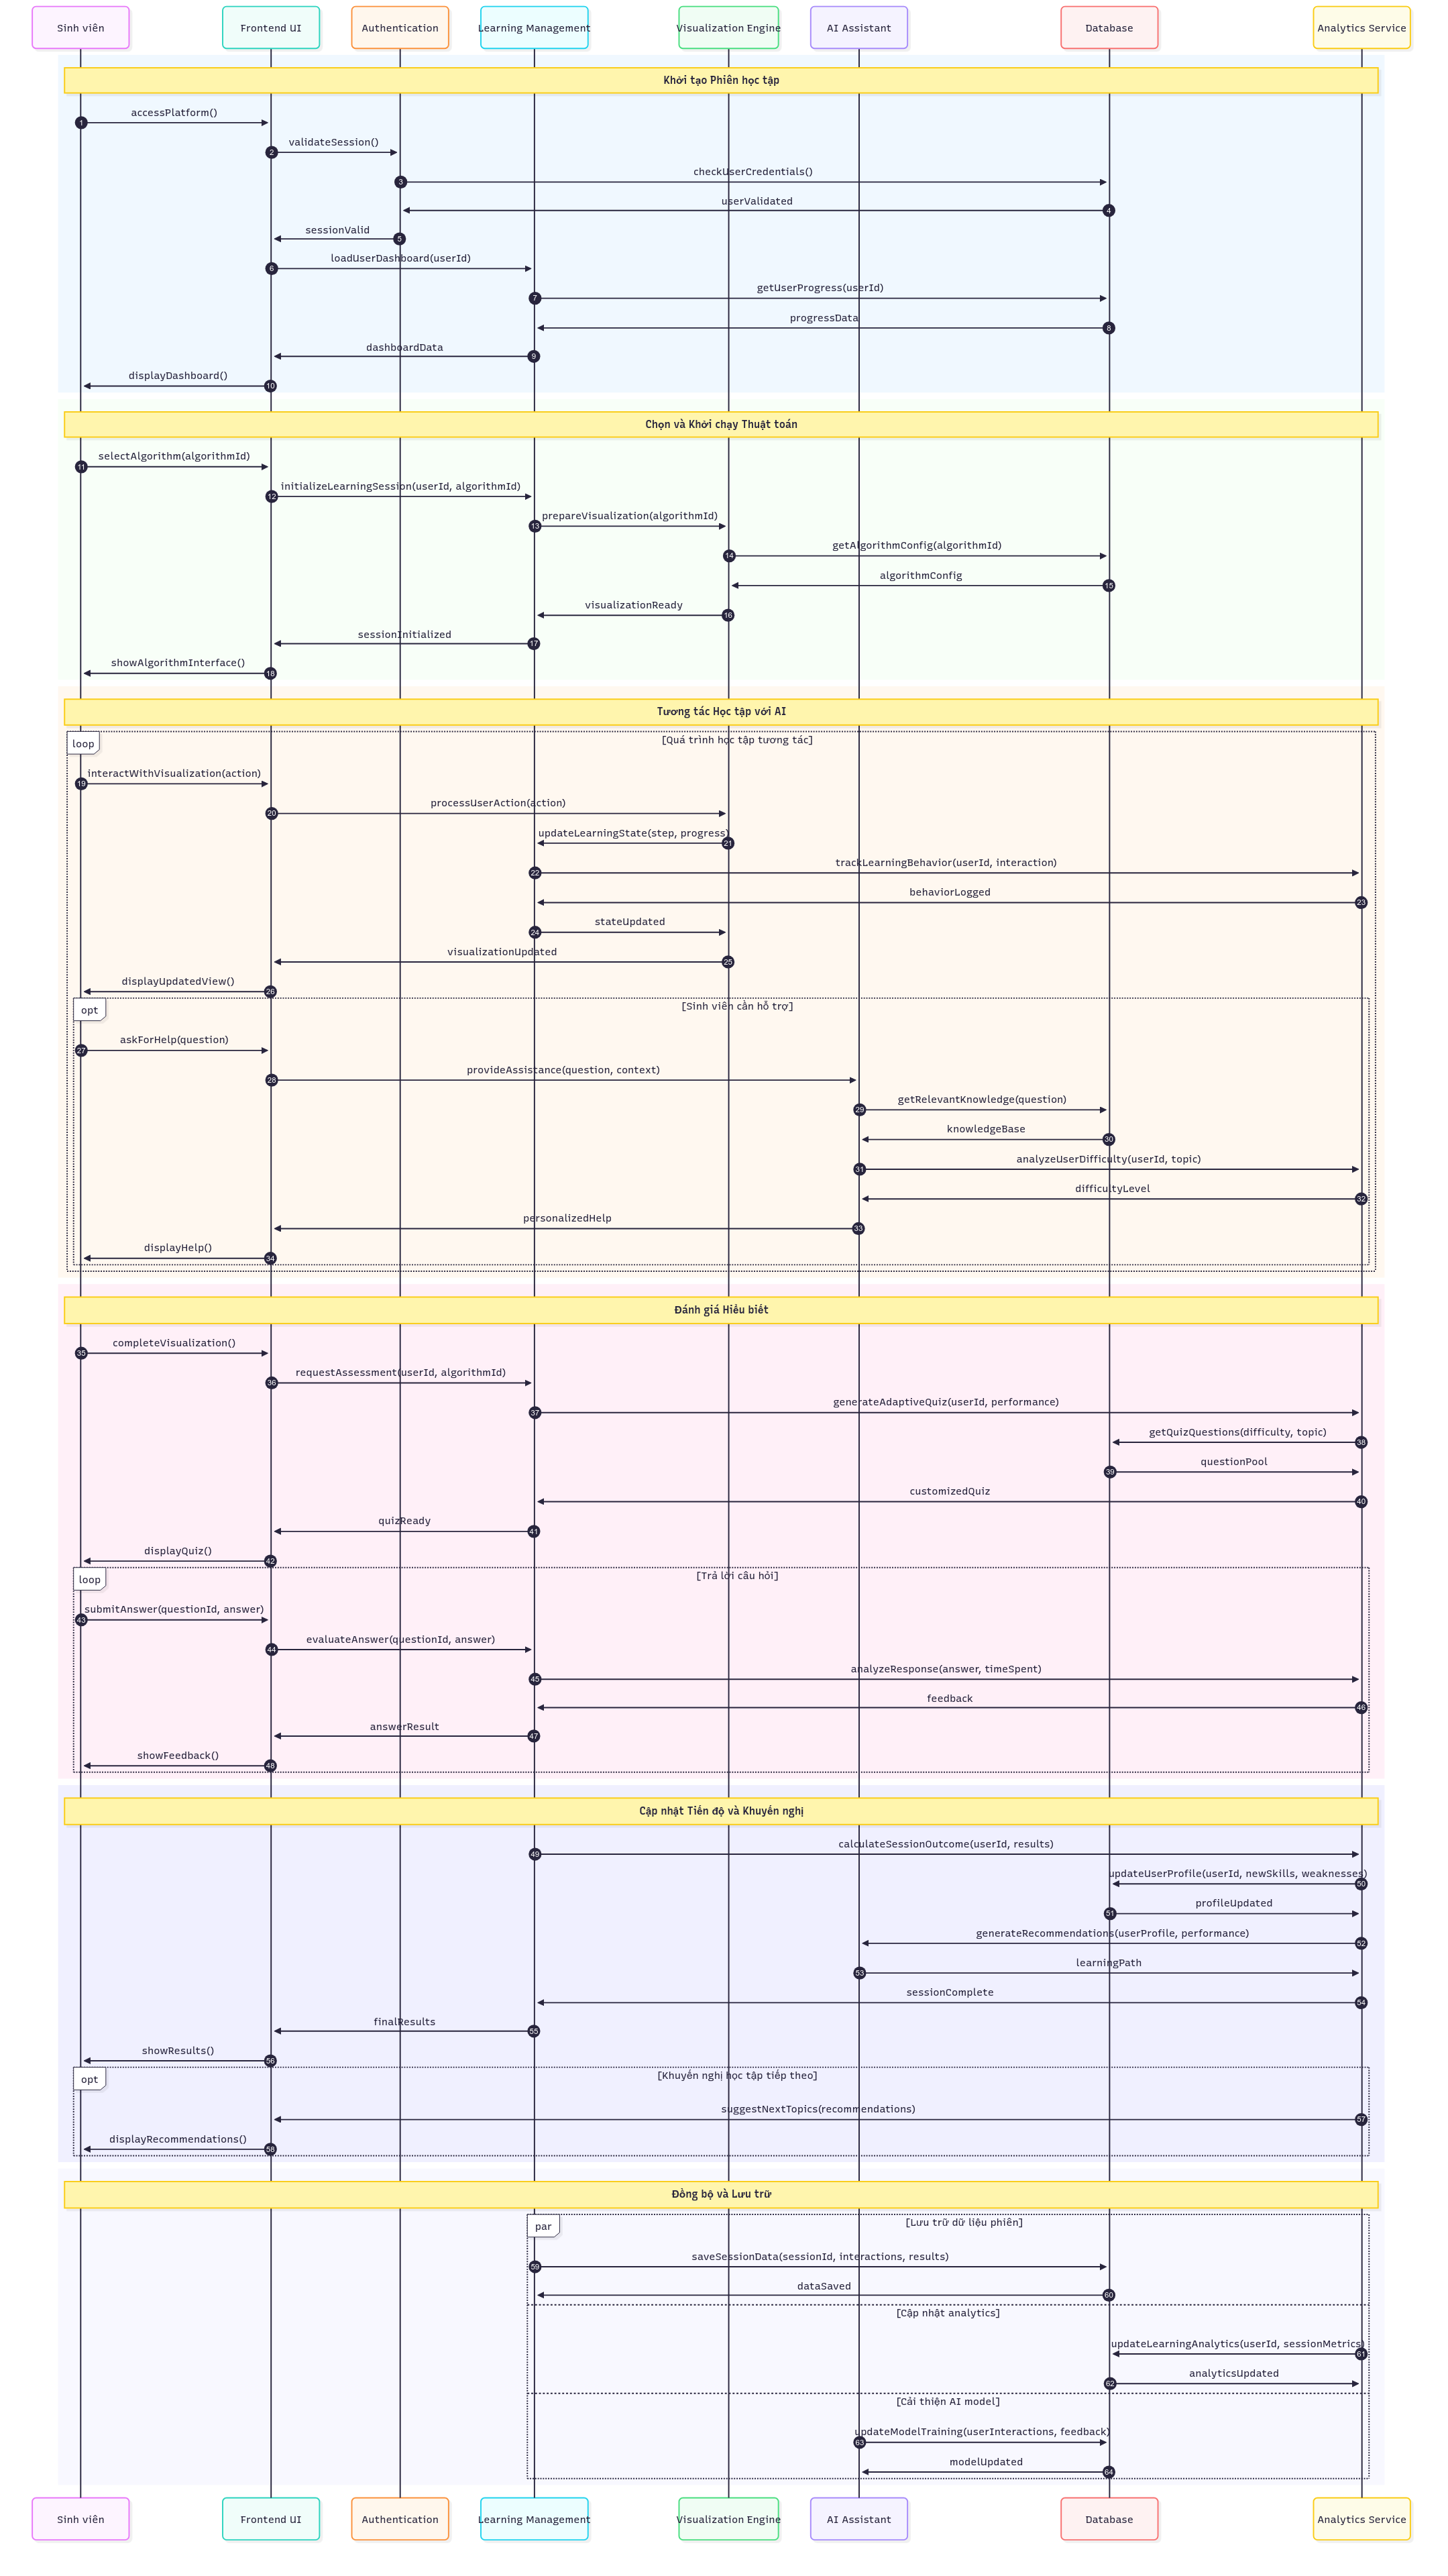 Sinh viên
Frontend UI
Authentication
Learning Management
Visualization Engine
AI Assistant
Database
Analytics Service
Khởi tạo Phiên học tập
1
accessPlatform()
2
validateSession()
3
checkUserCredentials()
4
userValidated
5
sessionValid
6
loadUserDashboard(userId)
7
getUserProgress(userId)
8
progressData
9
dashboardData
10
displayDashboard()
Chọn và Khởi chạy Thuật toán
11
selectAlgorithm(algorithmId)
12
initializeLearningSession(userId, algorithmId)
13
prepareVisualization(algorithmId)
14
getAlgorithmConfig(algorithmId)
15
algorithmConfig
16
visualizationReady
17
sessionInitialized
18
showAlgorithmInterface()
Tương tác Học tập với AI
loop
[Quá trình học tập tương tác]
19
interactWithVisualization(action)
20
processUserAction(action)
21
updateLearningState(step, progress)
22
trackLearningBehavior(userId, interaction)
23
behaviorLogged
24
stateUpdated
25
visualizationUpdated
26
displayUpdatedView()
opt
[Sinh viên cần hỗ trợ]
27
askForHelp(question)
28
provideAssistance(question, context)
29
getRelevantKnowledge(question)
30
knowledgeBase
31
analyzeUserDifficulty(userId, topic)
32
difficultyLevel
33
personalizedHelp
34
displayHelp()
Đánh giá Hiểu biết
35
completeVisualization()
36
requestAssessment(userId, algorithmId)
37
generateAdaptiveQuiz(userId, performance)
38
getQuizQuestions(difficulty, topic)
39
questionPool
40
customizedQuiz
41
quizReady
42
displayQuiz()
loop
[Trả lời câu hỏi]
43
submitAnswer(questionId, answer)
44
evaluateAnswer(questionId, answer)
45
analyzeResponse(answer, timeSpent)
46
feedback
47
answerResult
48
showFeedback()
Cập nhật Tiến độ và Khuyến nghị
49
calculateSessionOutcome(userId, results)
50
updateUserProfile(userId, newSkills, weaknesses)
51
profileUpdated
52
generateRecommendations(userProfile, performance)
53
learningPath
54
sessionComplete
55
finalResults
56
showResults()
opt
[Khuyến nghị học tập tiếp theo]
57
suggestNextTopics(recommendations)
58
displayRecommendations()
Đồng bộ và Lưu trữ
par
[Lưu trữ dữ liệu phiên]
59
saveSessionData(sessionId, interactions, results)
60
dataSaved
[Cập nhật analytics]
61
updateLearningAnalytics(userId, sessionMetrics)
62
analyticsUpdated
[Cải thiện AI model]
63
updateModelTraining(userInteractions, feedback)
64
modelUpdated
Sinh viên
Frontend UI
Authentication
Learning Management
Visualization Engine
AI Assistant
Database
Analytics Service